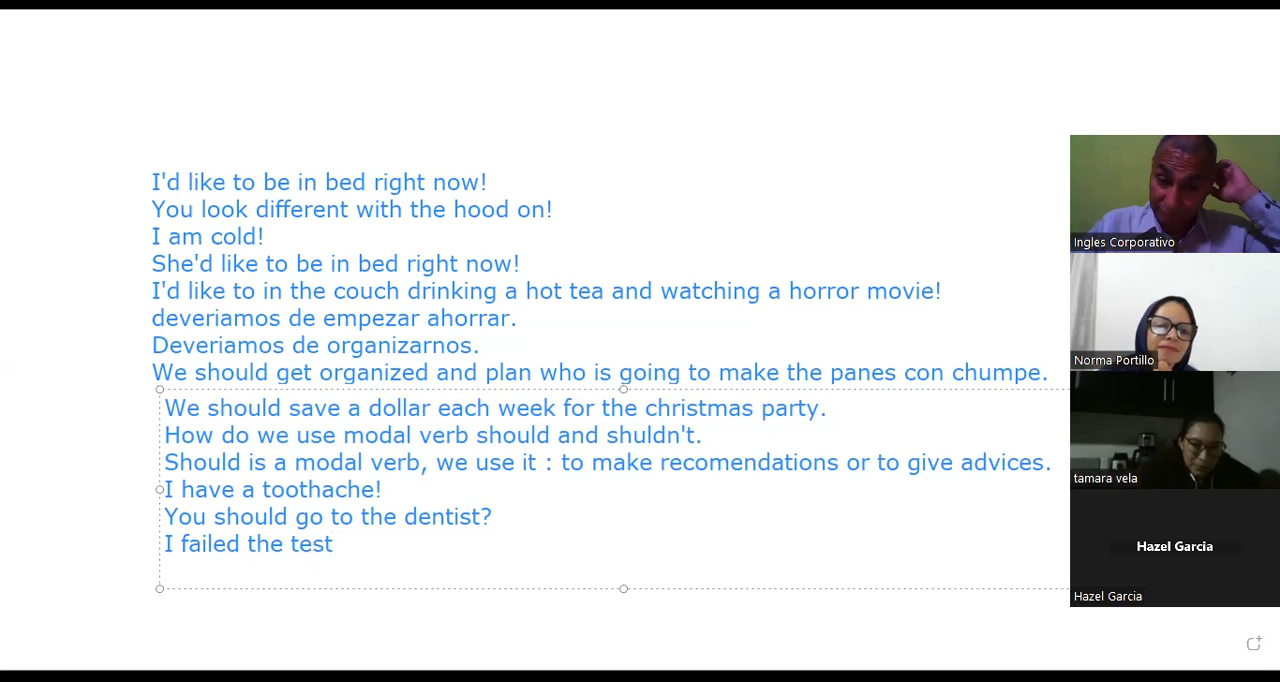 I'd like to be in bed right now!
You look different with the hood on!
I am cold!
She'd like to be in bed right now!
I'd like to in the couch drinking a hot tea and watching a horror movie!
deveriamos de empezar ahorrar.
Deveriamos de organizarnos.
We should get organized and plan who is going to make the panes con chumpe.
We should save a dollar each week for the christmas party.
How do we use modal verb should and shuldn't.
Should is a modal verb, we use it : to make recomendations or to give advices.
I have a toothache!
You should go to the dentist?
I failed the test
Ingles Corporativo
Norma Portillo
tamara vela
Hazel Garcia
Hazel Garcia